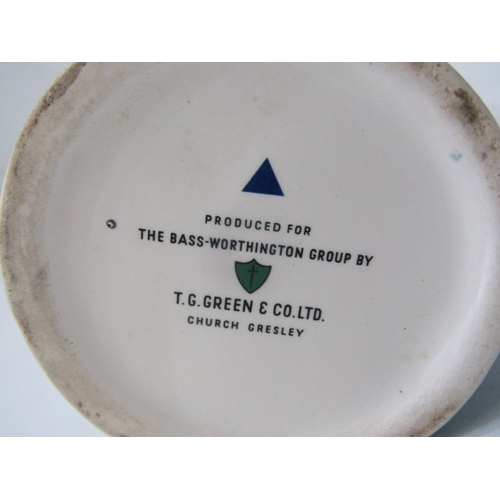 PRODUCED FOR
THE BASS-WORTHINGTON GROUP BY
T.G.GREEN & CO.LTD.
CHURCH GRESLEY